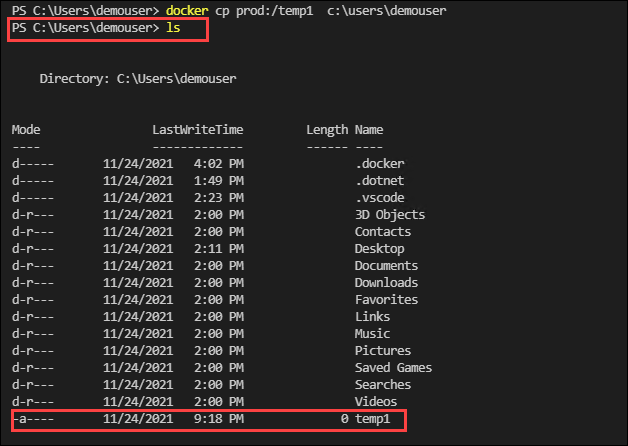 PS C:\Users\demouser> docker cp prod:/temp1  c:\users\demouser
PS C:\Users\demouser> ls
Directory: C:\Users\demouser
Mode                 LastWriteTime         Length Name
----                 -------------         ------ ----
d-----        11/24/2021   4:02 PM                .docker
d-----        11/24/2021   1:49 PM                .dotnet
d-----        11/24/2021   2:23 PM                .vscode
d-r---        11/24/2021   2:00 PM                3D Objects
d-r---        11/24/2021   2:00 PM                Contacts
d-r---        11/24/2021   2:11 PM                Desktop
d-r---        11/24/2021   2:00 PM                Documents
d-r---        11/24/2021   2:00 PM                Downloads
d-r---        11/24/2021   2:00 PM                Favorites
d-r---        11/24/2021   2:00 PM                Links
d-r---        11/24/2021   2:00 PM                Music
d-r---        11/24/2021   2:00 PM                Pictures
d-r---        11/24/2021   2:00 PM                Saved Games
d-r---        11/24/2021   2:00 PM                Searches
d-r---        11/24/2021   2:00 PM                Videos
-a----        11/24/2021   9:18 PM              0 temp1